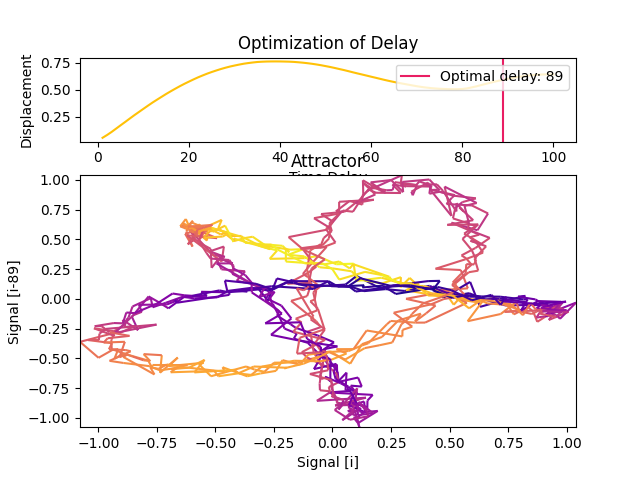 Optimization of Delay
Displacement
0.75
0.50
0.25
Optimal delay: 89
0 20 40 60 80 100
Time Delay
Attractor
Signal [i-89]
1.00
0.75
0.50
0.25
0.00
−0.25
−0.50
−0.75
−1.00
−1.00 −0.75 −0.50 −0.25 0.00 0.25 0.50 0.75 1.00
Signal [i]